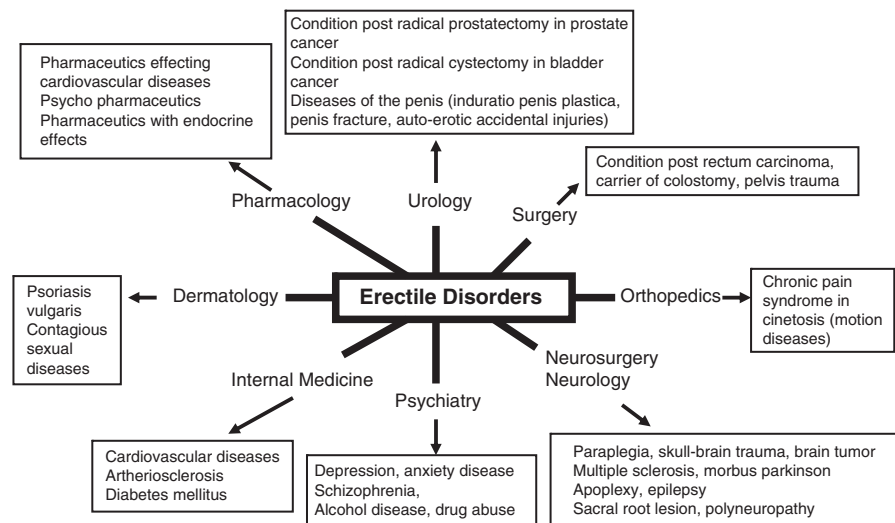 Condition post radical prostatectomy in prostate
cancer
Condition post radical cystectomy in bladder
cancer
Diseases of the penis (induratio penis plastica,
penis fracture, auto-erotic accidental injuries)
Pharmaceutics effecting
cardiovascular diseases
Psycho pharmaceutics
Pharmaceutics with endocrine
effects
Condition post rectum carcinoma,
carrier of colostomy, pelvis trauma
Pharmacology
Urology
Surgery
Psoriasis
vulgaris
Contagious
sexual
diseases
Dermatology
Erectile Disorders
Orthopedics
Chronic pain
syndrome in
cinetosis (motion
diseases)
Internal Medicine
Psychiatry
Neurosurgery
Neurology
Cardiovascular diseases
Artheriosclerosis
Diabetes mellitus
Depression, anxiety disease
Schizophrenia,
Alcohol disease, drug abuse
Paraplegia, skull-brain trauma, brain tumor
Multiple sclerosis, morbus parkinson
Apoplexy, epilepsy
Sacral root lesion, polyneuropathy